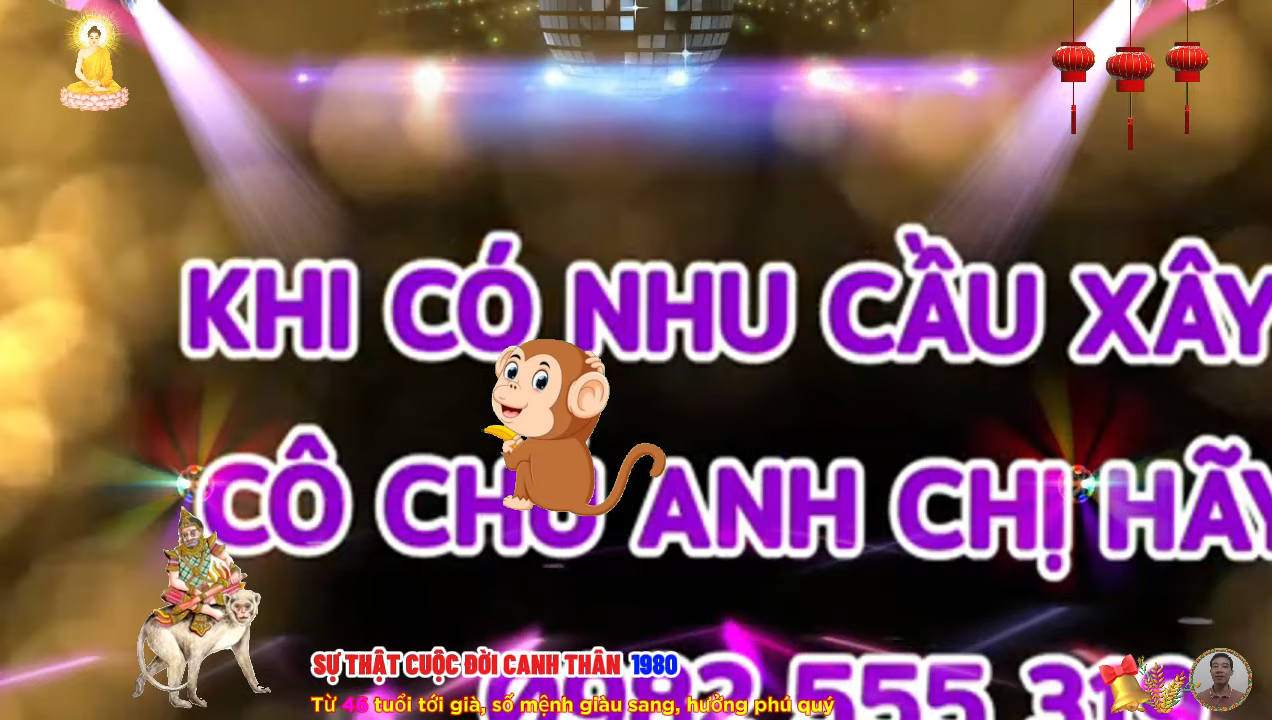 KHI CÓ NHU CẦU XÂY
CÔ CHÚ ANH CHỊ HÃY
SỰ THẬT CUỘC ĐỜI CANH THÂN 1980
Từ 46 tuổi tới già, số mệnh giàu sang, hưởng phú quý